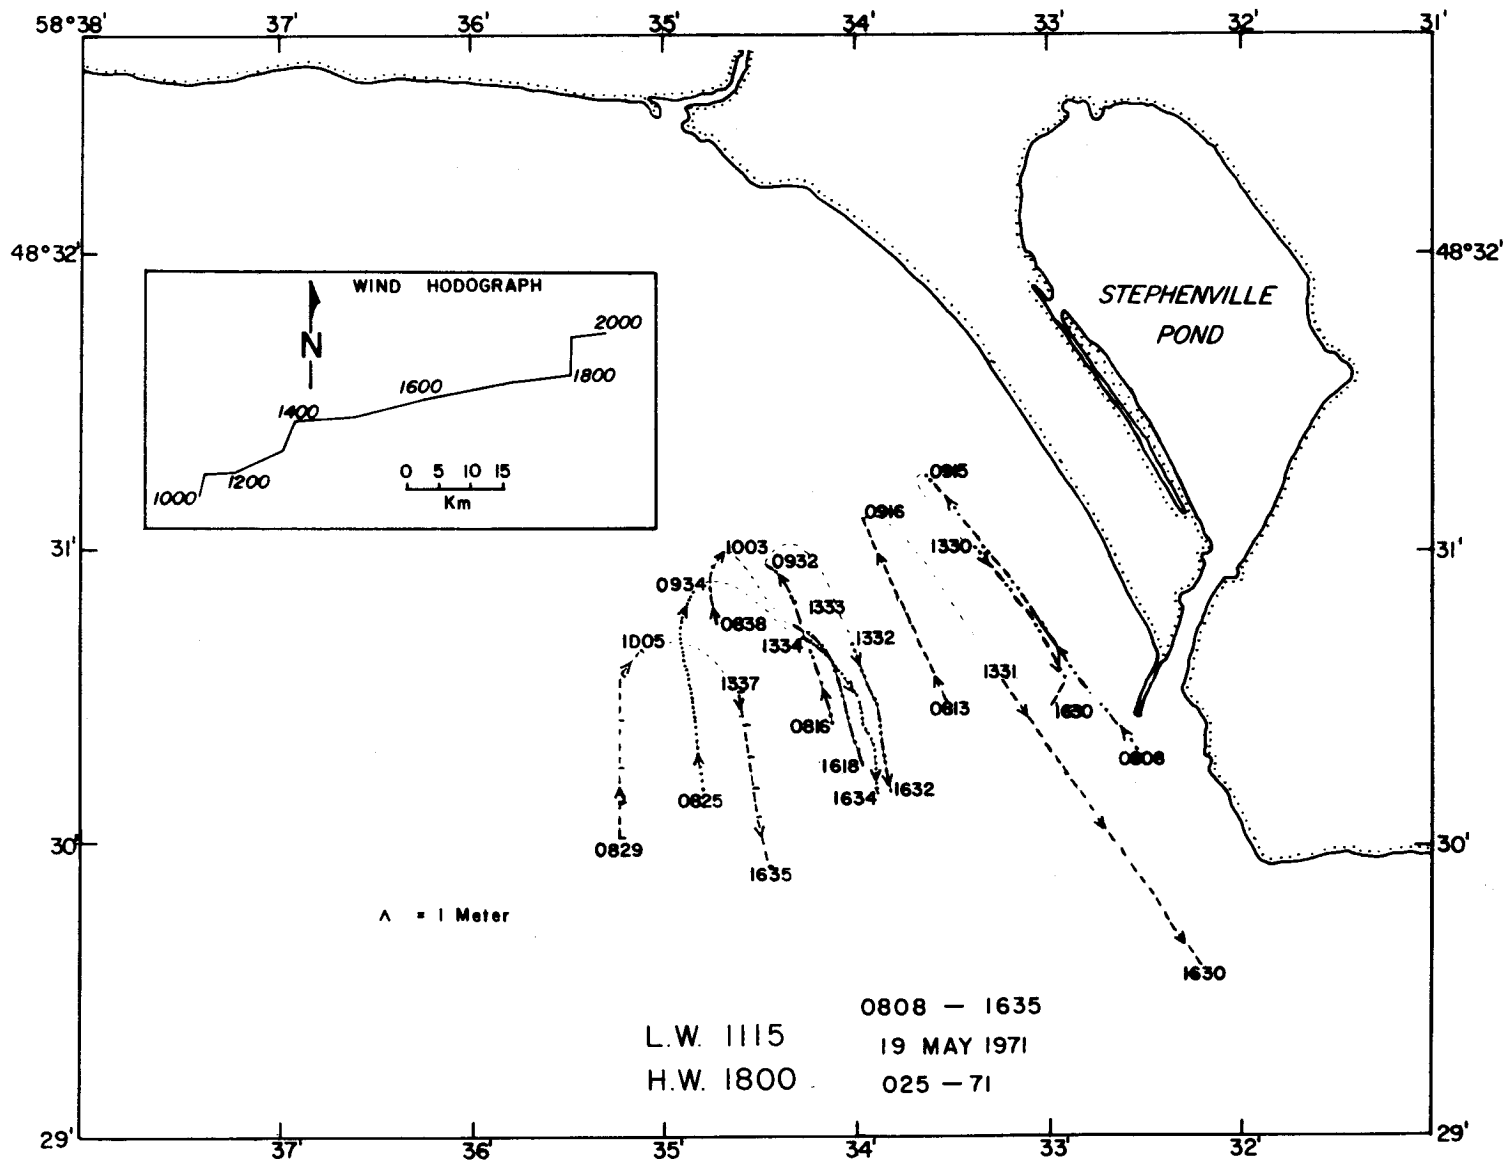 58°38' 37' 36' 35' 34' 33' 32' 31'
48°32' 48°32'
WIND HODOGRAPH
N
2000
1800
1600
1400
1200
1000
0 5 10 15
Km
STEPHENVILLE
POND
0915
0916
31' 1003 1330 31'
0932
0934
1333
0838 1332
1005 1334
1331
1337
0816 0813 1630
1618 0808
0825 1634 1632
30' 0829 30'
1635
∧ = 1 Meter
1630
0808 – 1635
L.W. 1115 19 MAY 1971
H.W. 1800 025 – 71
29' 37' 36' 35' 34' 33' 32' 29'